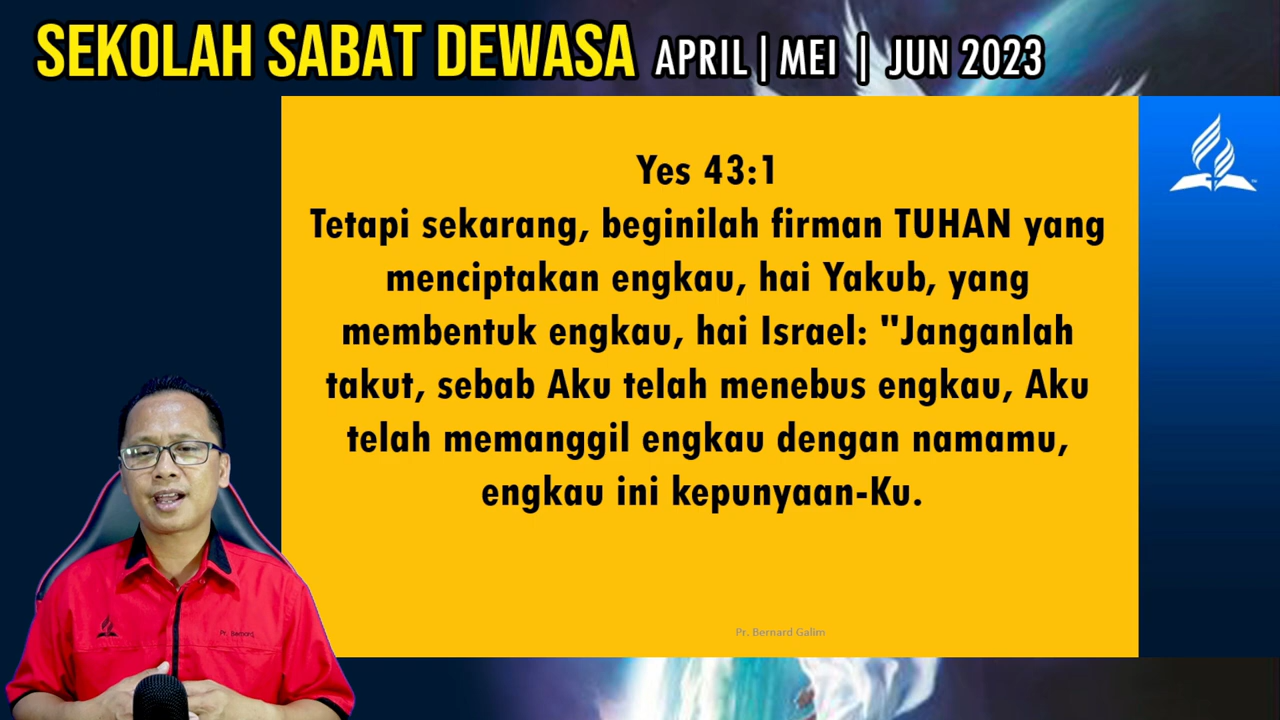 SEKOLAH SABAT DEWASA APRIL | MEI | JUN 2023
Yes 43:1
Tetapi sekarang, beginilah firman TUHAN yang
menciptakan engkau, hai Yakub, yang
membentuk engkau, hai Israel: "Janganlah
takut, sebab Aku telah menebus engkau, Aku
telah memanggil engkau dengan namamu,
engkau ini kepunyaan-Ku.
Pr. Bernard Galim
Pr. Bernard